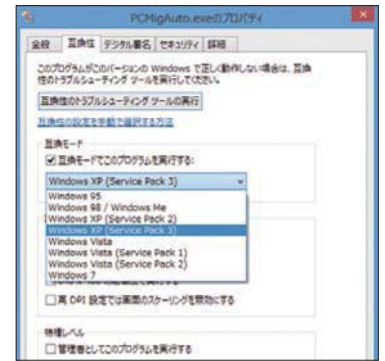 PCMigAuto.exeのプロパティ
全般 互換性 デジタル署名 セキュリティ 詳細
このプログラムがこのバージョンの Windows で正しく動作しない場合は、互換
性のトラブルシューティング ツールを実行してください。
互換性のトラブルシューティング ツールの実行
互換性の設定を手動で選択する方法
互換モード
互換モードでこのプログラムを実行する:
Windows XP (Service Pack 3)
Windows 95
Windows 98 / Windows Me
Windows XP (Service Pack 2)
Windows XP (Service Pack 3)
Windows Vista
Windows Vista (Service Pack 1)
Windows Vista (Service Pack 2)
Windows 7
高 DPI 設定では画面のスケーリングを無効にする
特権レベル
管理者としてこのプログラムを実行する